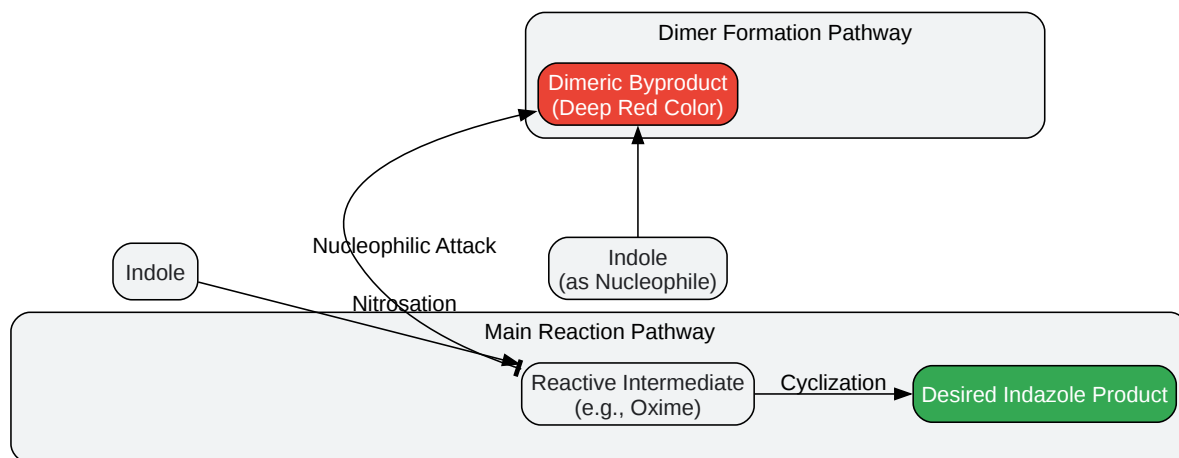 Dimer Formation Pathway
Dimeric Byproduct
(Deep Red Color)
Nucleophilic Attack
Indole
(as Nucleophile)
Indole
Nitrosation
Main Reaction Pathway
Reactive Intermediate
(e.g., Oxime)
Cyclization
Desired Indazole Product